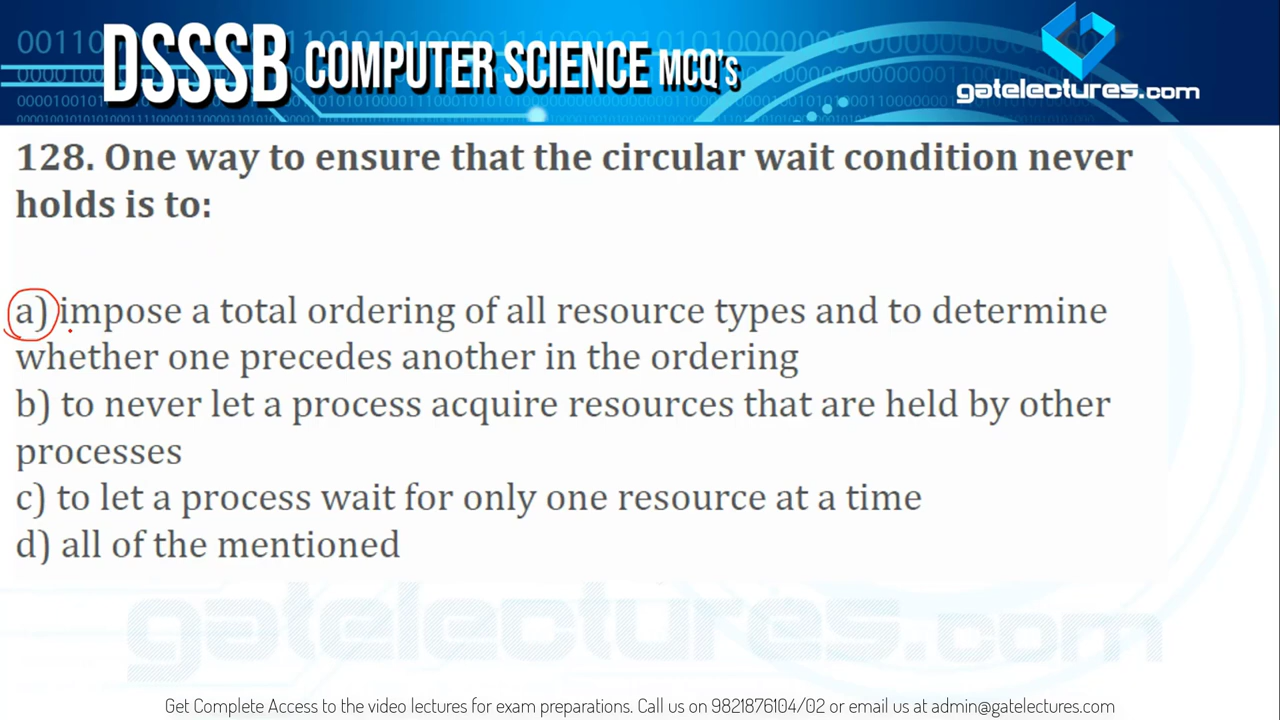 DSSSB COMPUTER SCIENCE MCQ's
gatelectures.com
128. One way to ensure that the circular wait condition never
holds is to:
a) impose a total ordering of all resource types and to determine
whether one precedes another in the ordering
b) to never let a process acquire resources that are held by other
processes
c) to let a process wait for only one resource at a time
d) all of the mentioned
gatelectures.com
Get Complete Access to the video lectures for exam preparations. Call us on 9821876104/02 or email us at admin@gatelectures.com